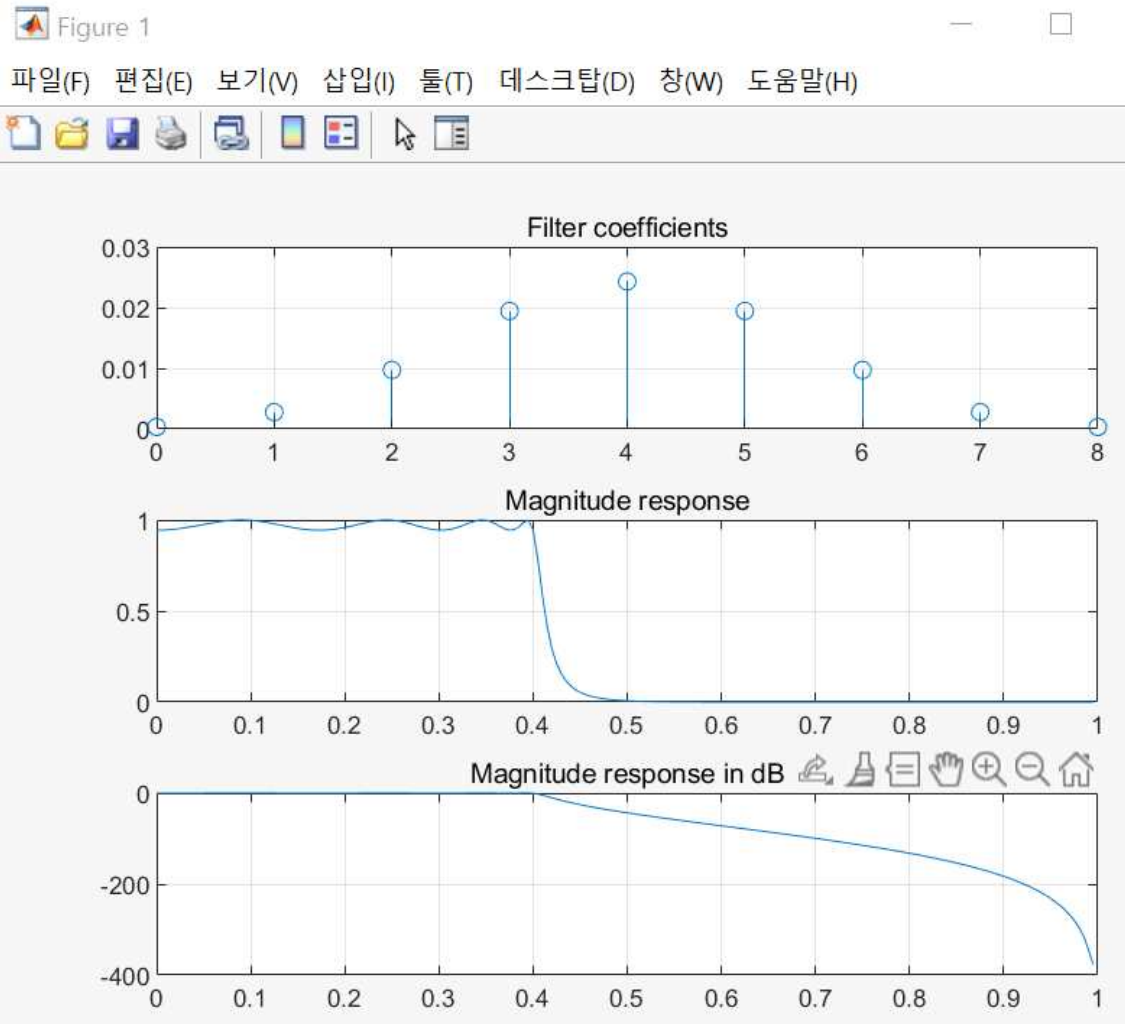 Figure 1
파일(F) 편집(E) 보기(V) 삽입(I) 툴(T) 데스크탑(D) 창(W) 도움말(H)
Filter coefficients
0.03
0.02
0.01
0
0 1 2 3 4 5 6 7 8
Magnitude response
1
0.5
0
0 0.1 0.2 0.3 0.4 0.5 0.6 0.7 0.8 0.9 1
Magnitude response in dB
0
-200
-400
0 0.1 0.2 0.3 0.4 0.5 0.6 0.7 0.8 0.9 1